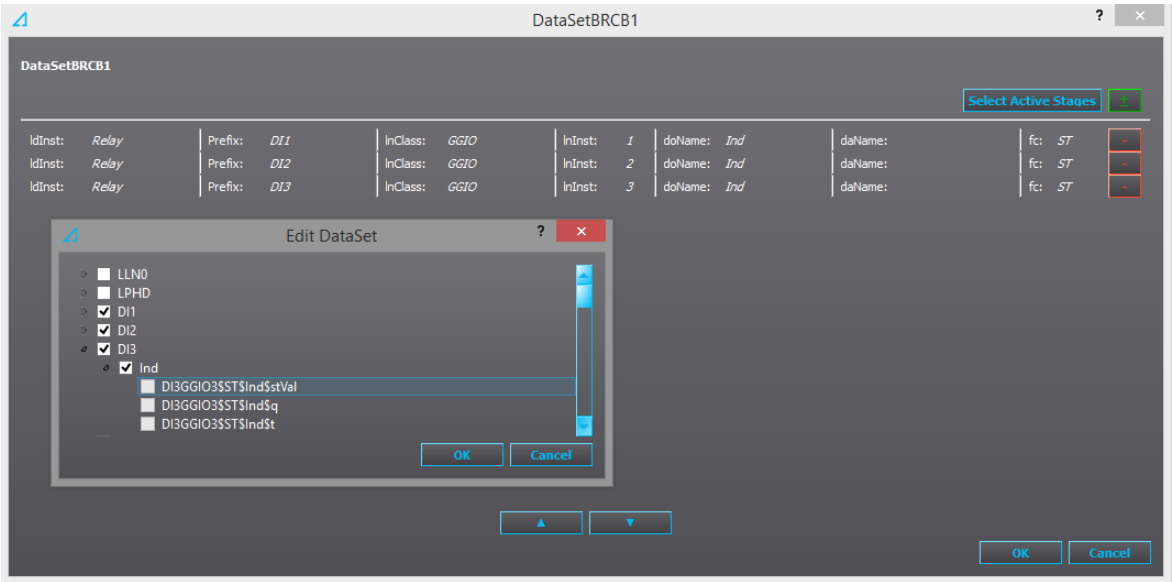 DataSetBRCB1 ? ×
DataSetBRCB1
Select Active Stages +
ldInst: Relay Prefix: DI1 lnClass: GGIO lnInst: 1 doName: Ind daName: fc: ST -
ldInst: Relay Prefix: DI2 lnClass: GGIO lnInst: 2 doName: Ind daName: fc: ST -
ldInst: Relay Prefix: DI3 lnClass: GGIO lnInst: 3 doName: Ind daName: fc: ST -
Edit DataSet ? ×
LLN0
LPHD
DI1
DI2
DI3
Ind
DI3GGIO3$ST$Ind$stVal
DI3GGIO3$ST$Ind$q
DI3GGIO3$ST$Ind$t
OK Cancel
OK Cancel